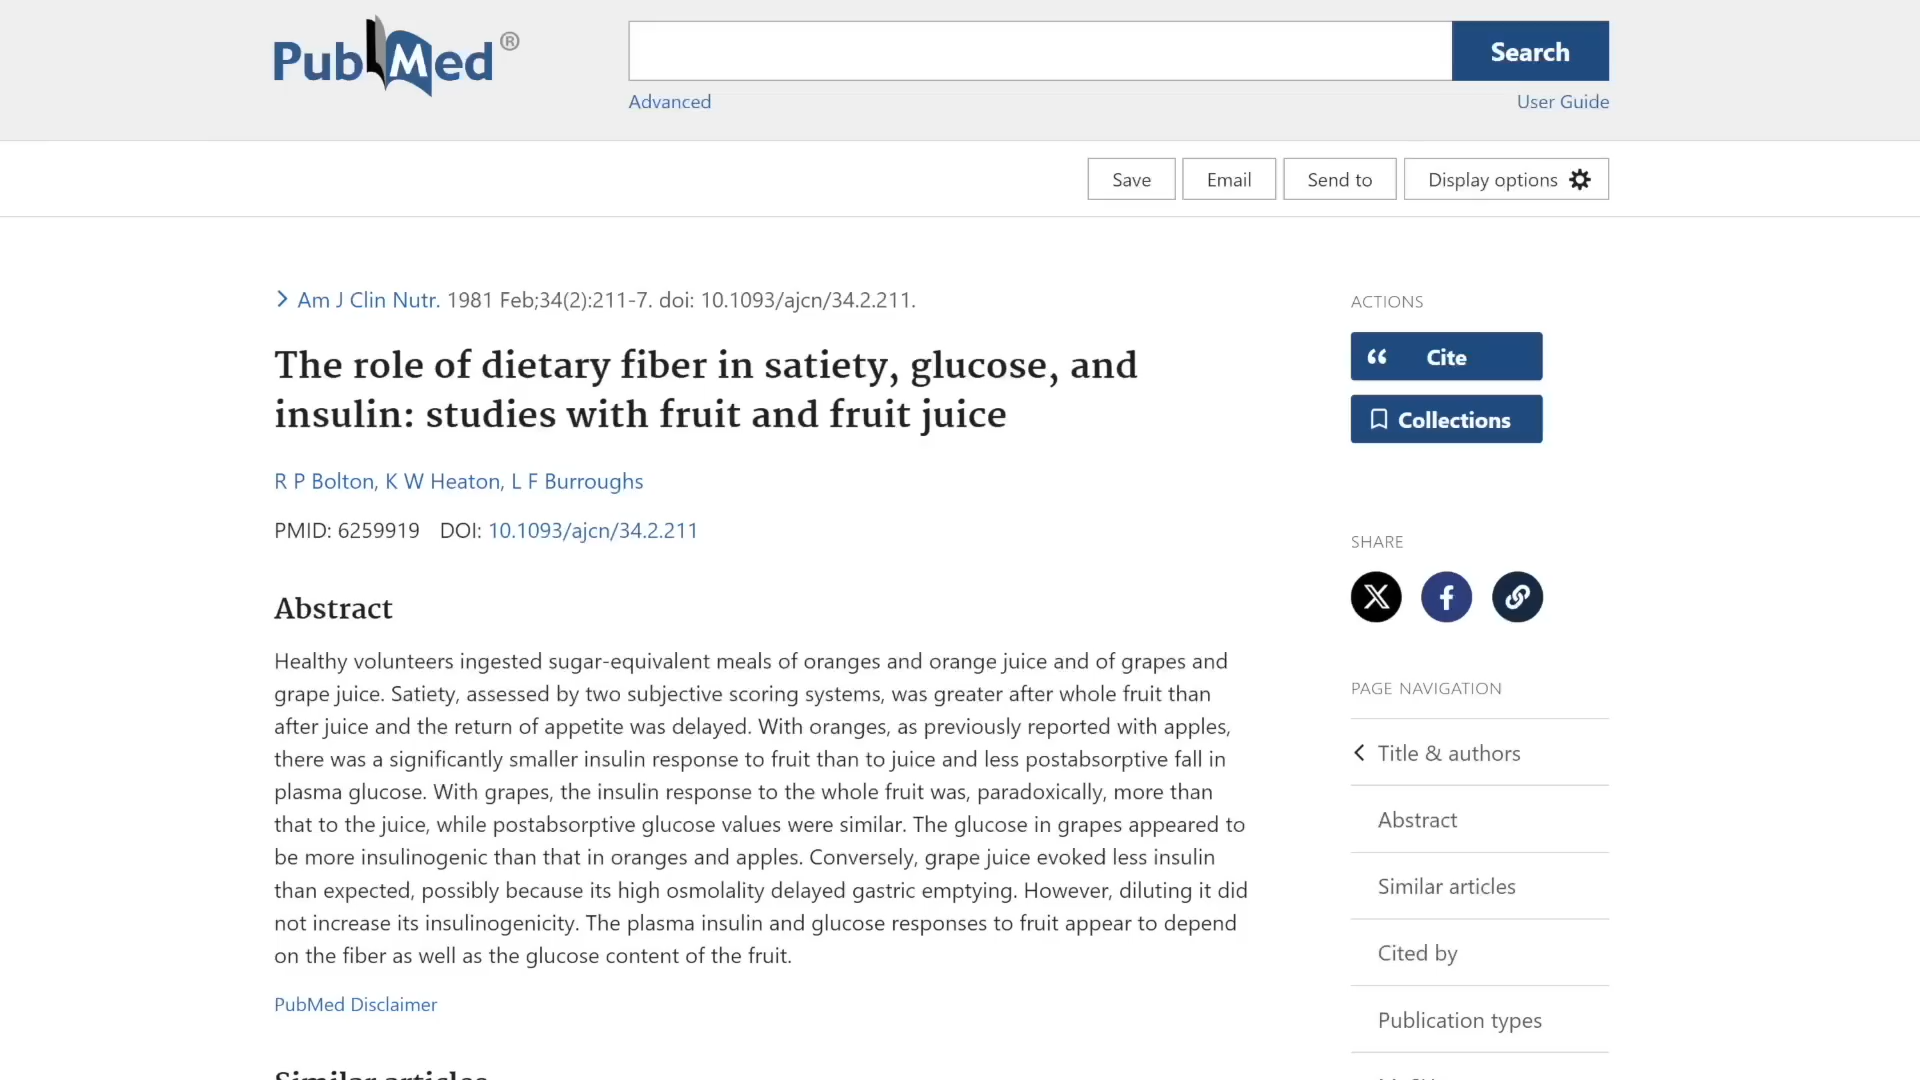 PubMed®
Search
Advanced
User Guide
Save
Email
Send to
Display options
Am J Clin Nutr. 1981 Feb;34(2):211-7. doi: 10.1093/ajcn/34.2.211.
The role of dietary fiber in satiety, glucose, and
insulin: studies with fruit and fruit juice
R P Bolton, K W Heaton, L F Burroughs
PMID: 6259919 DOI: 10.1093/ajcn/34.2.211
Abstract
Healthy volunteers ingested sugar-equivalent meals of oranges and orange juice and of grapes and
grape juice. Satiety, assessed by two subjective scoring systems, was greater after whole fruit than
after juice and the return of appetite was delayed. With oranges, as previously reported with apples,
there was a significantly smaller insulin response to fruit than to juice and less postabsorptive fall in
plasma glucose. With grapes, the insulin response to the whole fruit was, paradoxically, more than
that to the juice, while postabsorptive glucose values were similar. The glucose in grapes appeared to
be more insulinogenic than that in oranges and apples. Conversely, grape juice evoked less insulin
than expected, possibly because its high osmolality delayed gastric emptying. However, diluting it did
not increase its insulinogenicity. The plasma insulin and glucose responses to fruit appear to depend
on the fiber as well as the glucose content of the fruit.
PubMed Disclaimer
Similar articles
ACTIONS
Cite
Collections
SHARE
PAGE NAVIGATION
Title & authors
Abstract
Similar articles
Cited by
Publication types